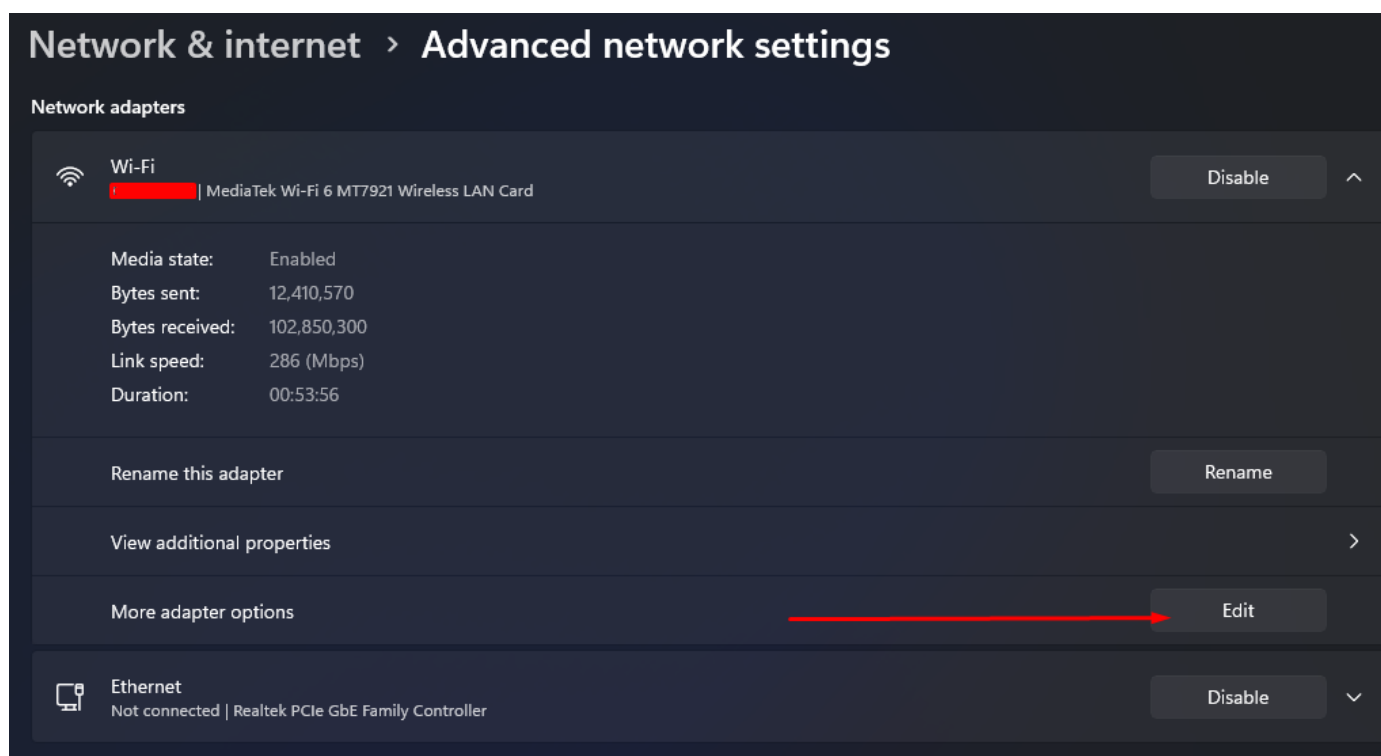 Network & internet > Advanced network settings
Network adapters
Wi-Fi
| MediaTek Wi-Fi 6 MT7921 Wireless LAN Card
Disable
Media state: Enabled
Bytes sent: 12,410,570
Bytes received: 102,850,300
Link speed: 286 (Mbps)
Duration: 00:53:56
Rename this adapter Rename
View additional properties
More adapter options Edit
Ethernet
Not connected | Realtek PCIe GbE Family Controller
Disable